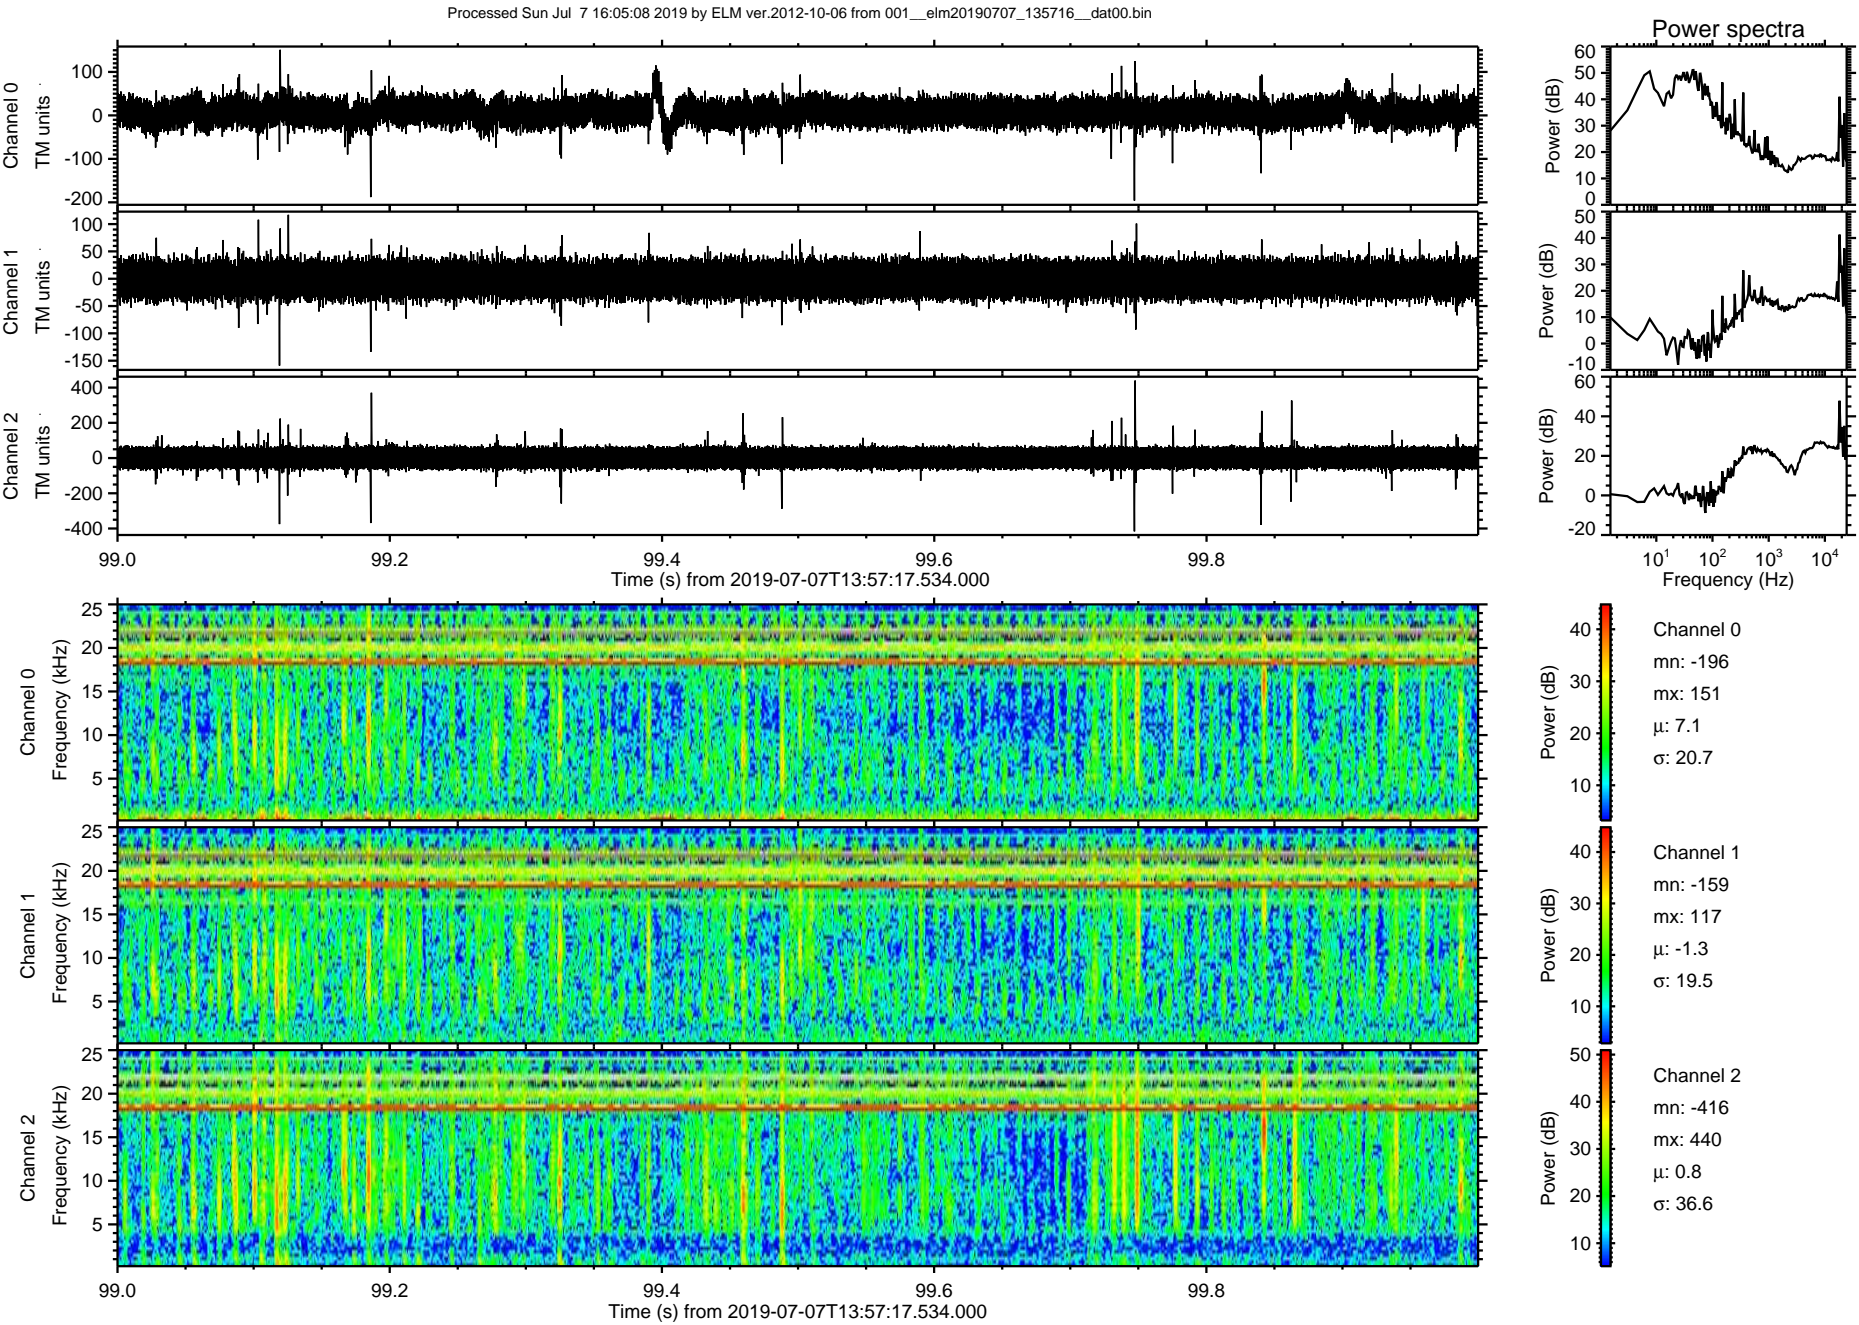 Processed Sun Jul  7 16:05:08 2019 by ELM ver.2012-10-06 from 001__elm20190707_135716__dat00.bin
Power spectra
Channel 0
TM units
100
0
-100
-200
Power (dB)
60
50
40
30
20
10
0
Channel 1
TM units
100
50
0
-50
-100
-150
Power (dB)
50
40
30
20
10
0
-10
Channel 2
TM units
400
200
0
-200
-400
Power (dB)
60
40
20
0
-20
99.0 99.2 99.4 99.6 99.8
Time (s) from 2019-07-07T13:57:17.534.000
10¹ 10² 10³ 10⁴
Frequency (Hz)
Channel 0
Frequency (kHz)
25
20
15
10
5
Power (dB)
40
30
20
10
Channel 0
mn: -196
mx: 151
μ: 7.1
σ: 20.7
Channel 1
Frequency (kHz)
25
20
15
10
5
Power (dB)
40
30
20
10
Channel 1
mn: -159
mx: 117
μ: -1.3
σ: 19.5
Channel 2
Frequency (kHz)
25
20
15
10
5
Power (dB)
50
40
30
20
10
Channel 2
mn: -416
mx: 440
μ: 0.8
σ: 36.6
99.0 99.2 99.4 99.6 99.8
Time (s) from 2019-07-07T13:57:17.534.000